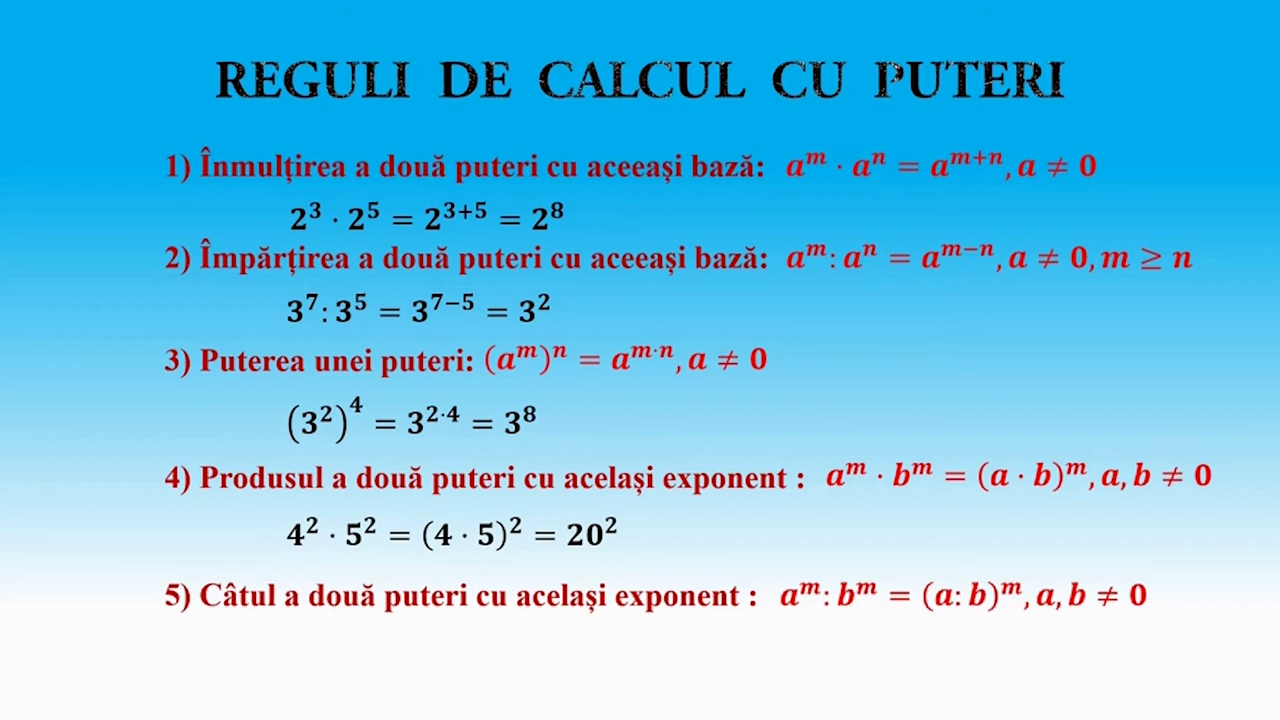 REGULI DE CALCUL CU PUTERI
1) Înmulțirea a două puteri cu aceeași bază: aᵐ · aⁿ = aᵐ⁺ⁿ, a ≠ 0
2³ · 2⁵ = 2³⁺⁵ = 2⁸
2) Împărțirea a două puteri cu aceeași bază: aᵐ: aⁿ = aᵐ⁻ⁿ, a ≠ 0, m ≥ n
3⁷: 3⁵ = 3⁷⁻⁵ = 3²
3) Puterea unei puteri: (aᵐ)ⁿ = aᵐ·ⁿ, a ≠ 0
(3²)⁴ = 3²·⁴ = 3⁸
4) Produsul a două puteri cu același exponent : aᵐ · bᵐ = (a · b)ᵐ, a, b ≠ 0
4² · 5² = (4 · 5)² = 20²
5) Câtul a două puteri cu același exponent : aᵐ: bᵐ = (a: b)ᵐ, a, b ≠ 0